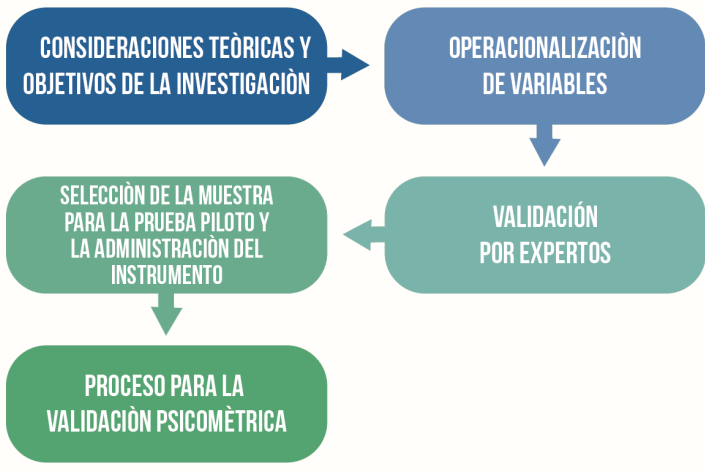 CONSIDERACIONES TEÒRICAS Y
OBJETIVOS DE LA INVESTIGACIÒN
OPERACIONALIZACIÒN
DE VARIABLES
VALIDACIÓN
POR EXPERTOS
SELECCIÒN DE LA MUESTRA
PARA LA PRUEBA PILOTO Y
LA ADMINISTRACIÒN DEL
INSTRUMENTO
PROCESO PARA LA
VALIDACIÒN PSICOMÈTRICA